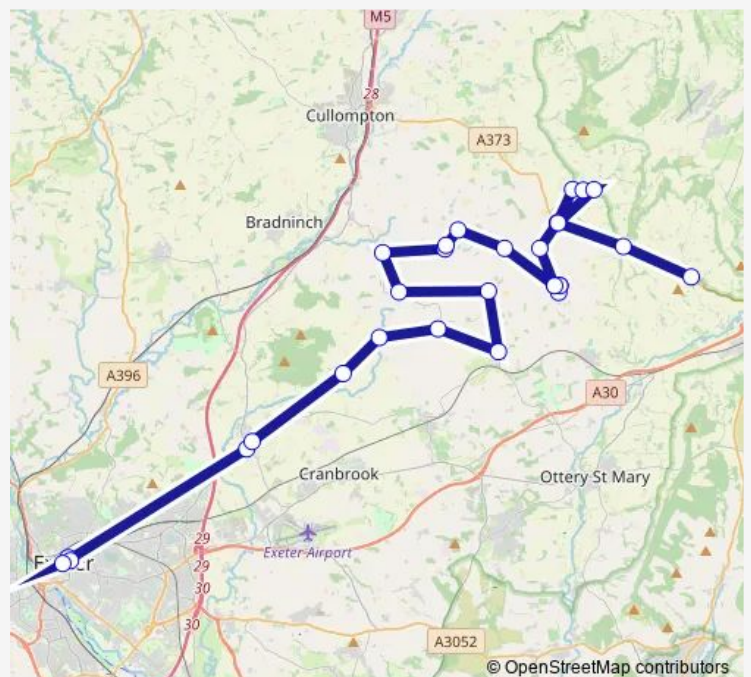 M5
28
Cullompton
A373
Bradninch
A396
A30
Cranbrook
Ottery St Mary
29
Exeter Airport
29
30
30
A3052
© OpenStreetMap contributors